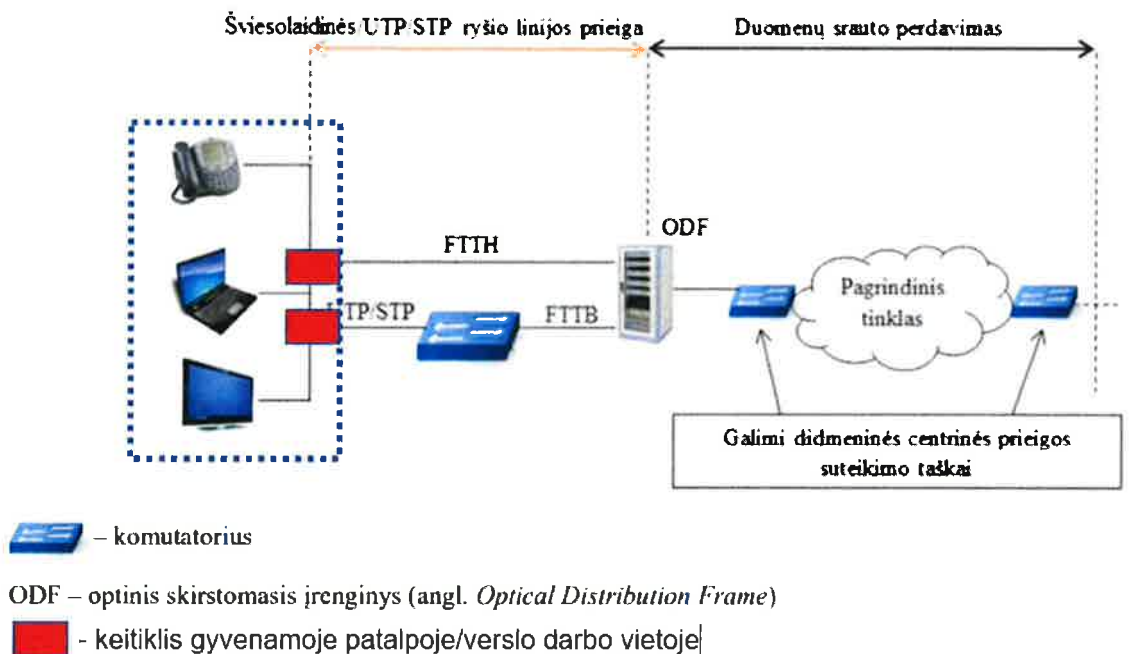 Šviesolaidinės/UTP/STP ryšio linijos prieiga
Duomenų srauto perdavimas
ODF
FTTH
UTP/STP
FTTB
Pagrindinis
tinklas
Galimi didmeninės centrinės prieigos
suteikimo taškai
– komutatorius
ODF – optinis skirstomasis įrenginys (angl. Optical Distribution Frame)
- keitiklis gyvenamoje patalpoje/verslo darbo vietoje